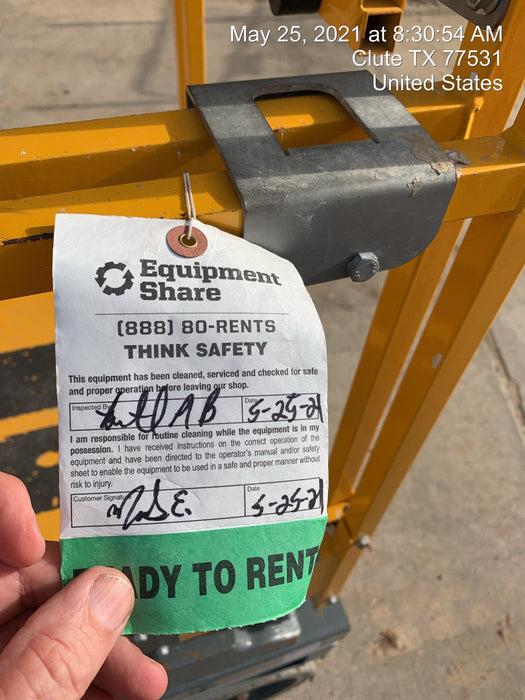 May 25, 2021 at 8:30:54 AM
Clute TX 77531
United States
Equipment
Share
(888) 80-RENTS
THINK SAFETY
This equipment has been cleaned, serviced and checked for safe
and proper operation before leaving our shop.
Inspected By Date
5-25-21
I am responsible for routine cleaning while the equipment is in my
possession. I have received instructions on the correct operation of the
equipment and have been directed to the operator's manual and/or safety
sheet to enable the equipment to be used in a safe and proper manner without
risk to injury.
Customer Signature Date
5-25-21
READY TO RENT